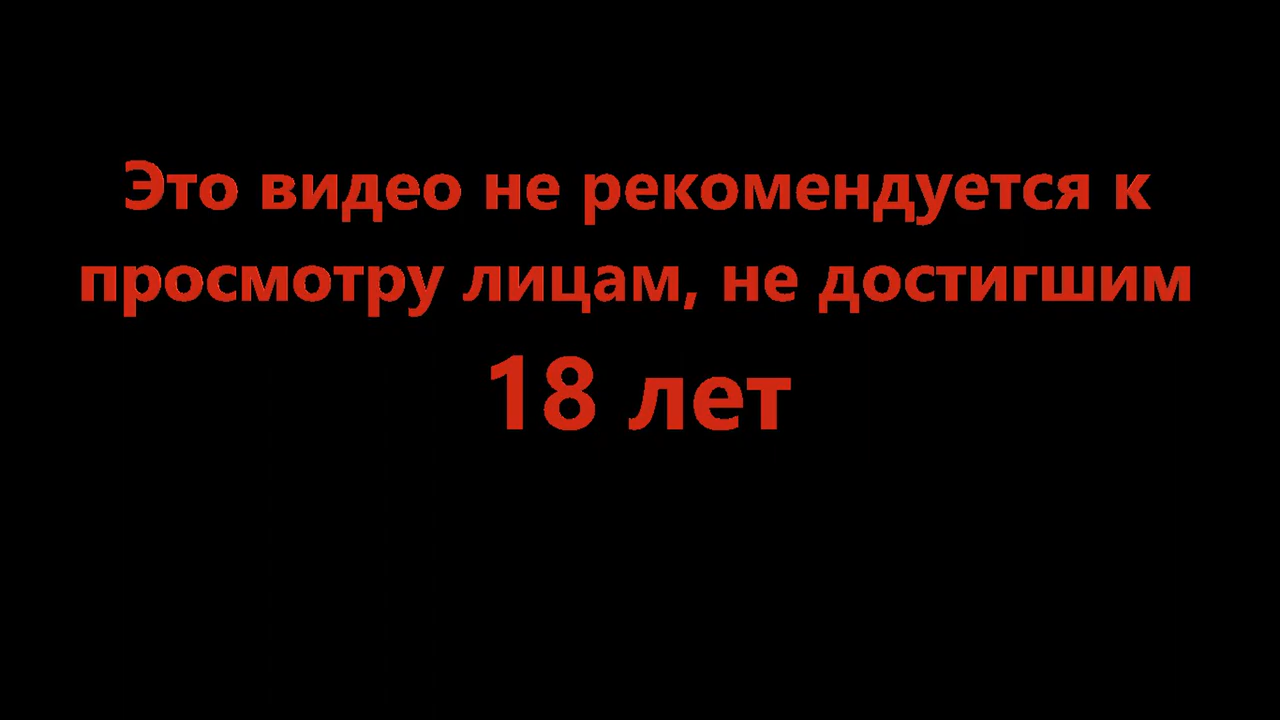 Это видео не рекомендуется к
просмотру лицам, не достигшим
18 лет